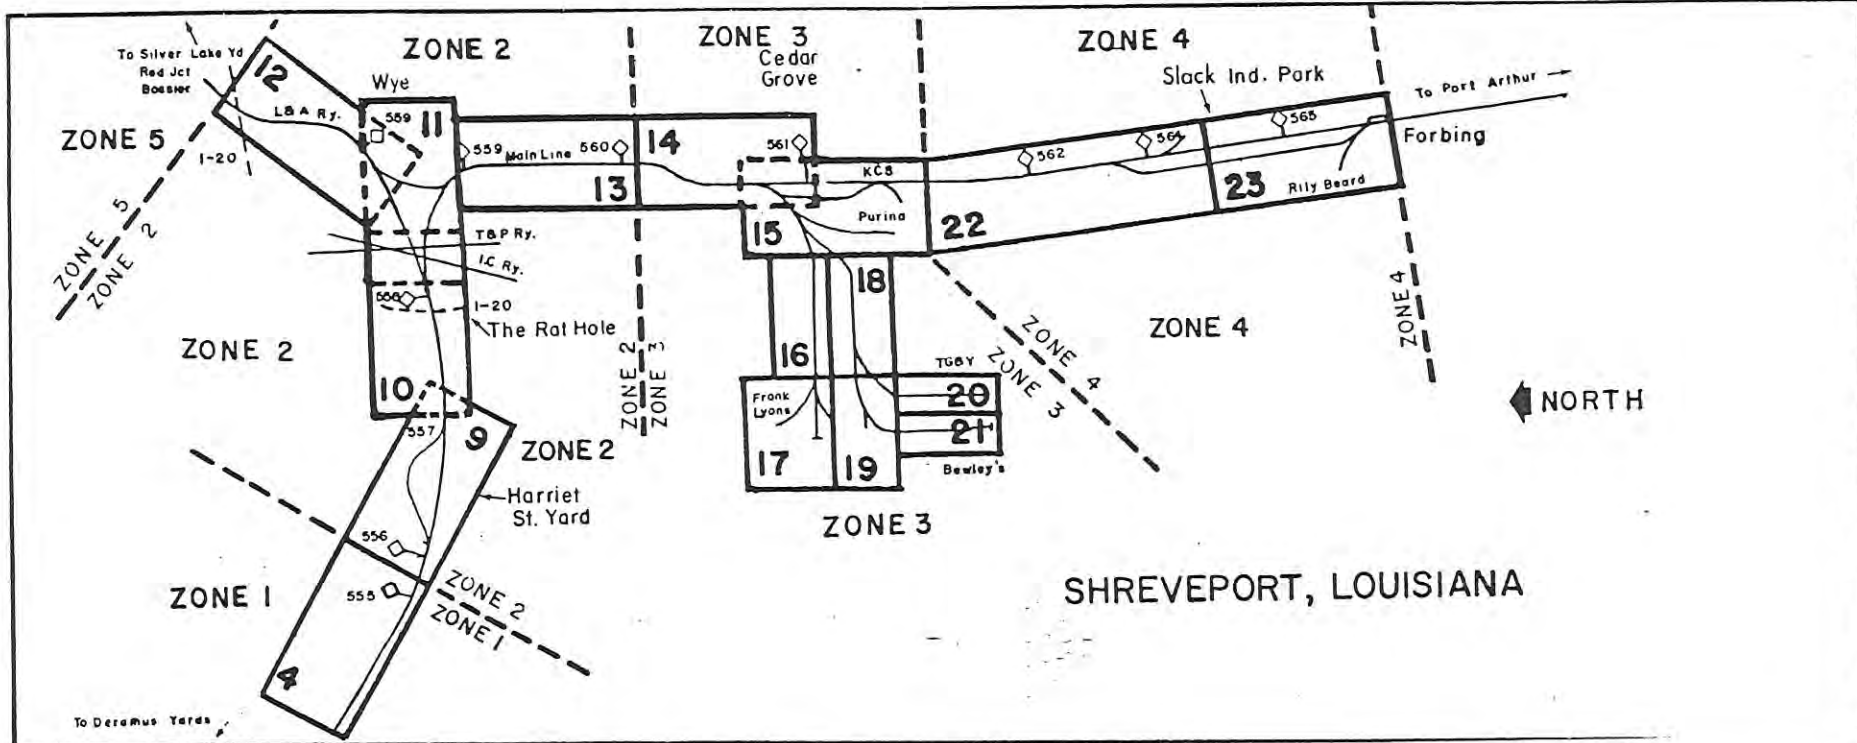 ZONE 2
ZONE 3
ZONE 4
To Silver Lake Yd
Red Jct
Bossier
12
Wye
Cedar
Grove
Slack Ind. Park
To Port Arthur
L & A Ry.
559
11
ZONE 5
I-20
559
Main Line
560
14
561
562
564
565
Forbing
13
KCS
23
Rily Beard
Purina
15
22
T & P Ry.
I.C. Ry.
ZONE 5
ZONE 2
558
I-20
The Rat Hole
18
ZONE 2
ZONE 2
ZONE 3
16
ZONE 4
ZONE 3
ZONE 4
ZONE 4
TG&Y
10
Frank
Lyons
20
NORTH
557
9
ZONE 2
21
17
19
Bewley's
Harriet
St. Yard
ZONE 3
556
ZONE 1
555
ZONE 2
ZONE 1
SHREVEPORT, LOUISIANA
4
To Deramus Yards